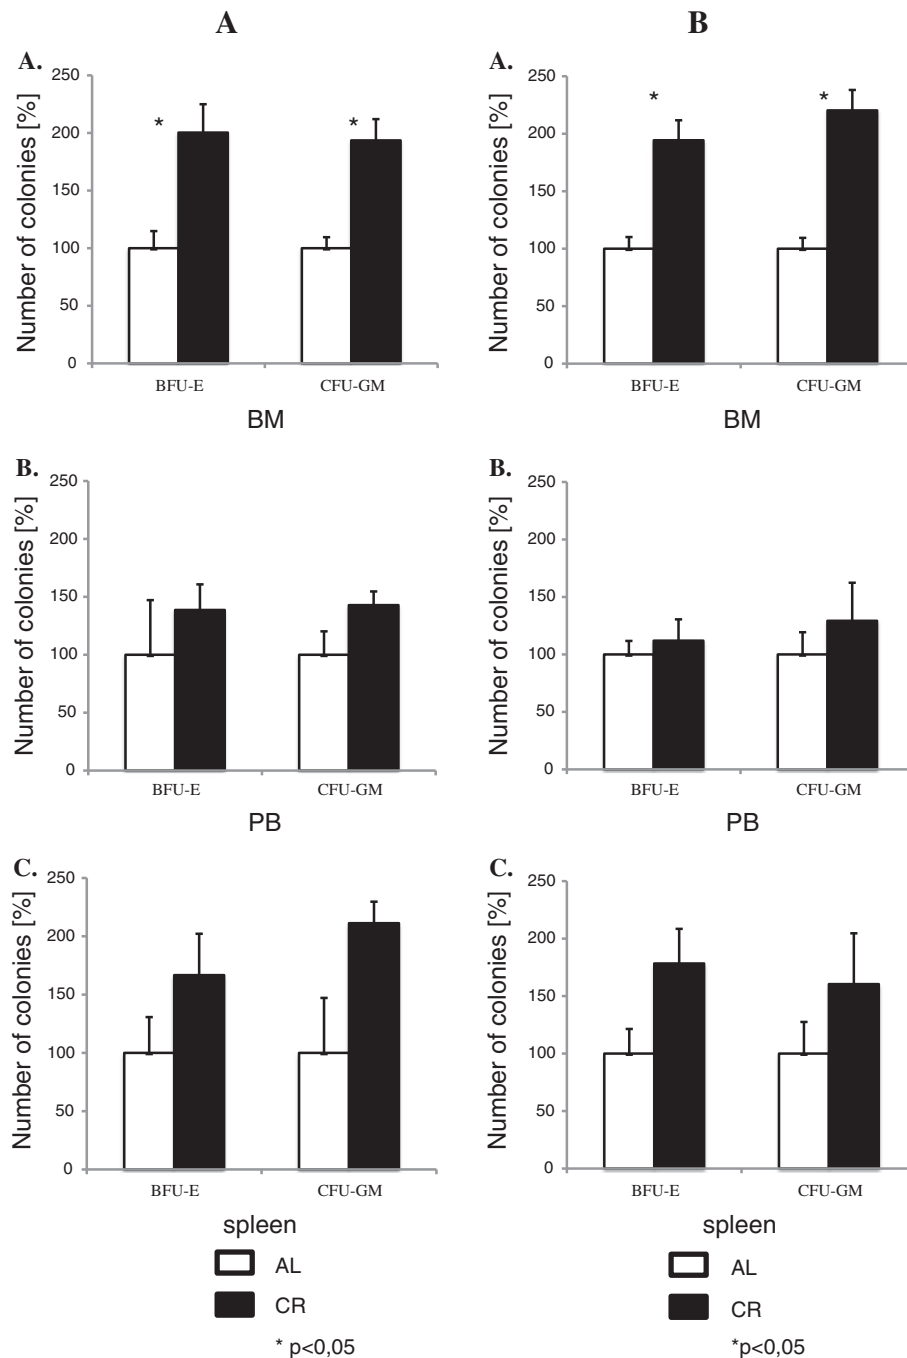 A
A.
Number of colonies [%]
250
200
150
100
50
0
*
*
BFU-E CFU-GM
BM
B.
Number of colonies [%]
250
200
150
100
50
0
BFU-E CFU-GM
PB
C.
Number of colonies [%]
250
200
150
100
50
0
BFU-E CFU-GM
spleen
AL
CR
* p<0,05
B
A.
Number of colonies [%]
250
200
150
100
50
0
*
*
BFU-E CFU-GM
BM
B.
Number of colonies [%]
250
200
150
100
50
0
BFU-E CFU-GM
PB
C.
Number of colonies [%]
250
200
150
100
50
0
BFU-E CFU-GM
spleen
AL
CR
*p<0,05